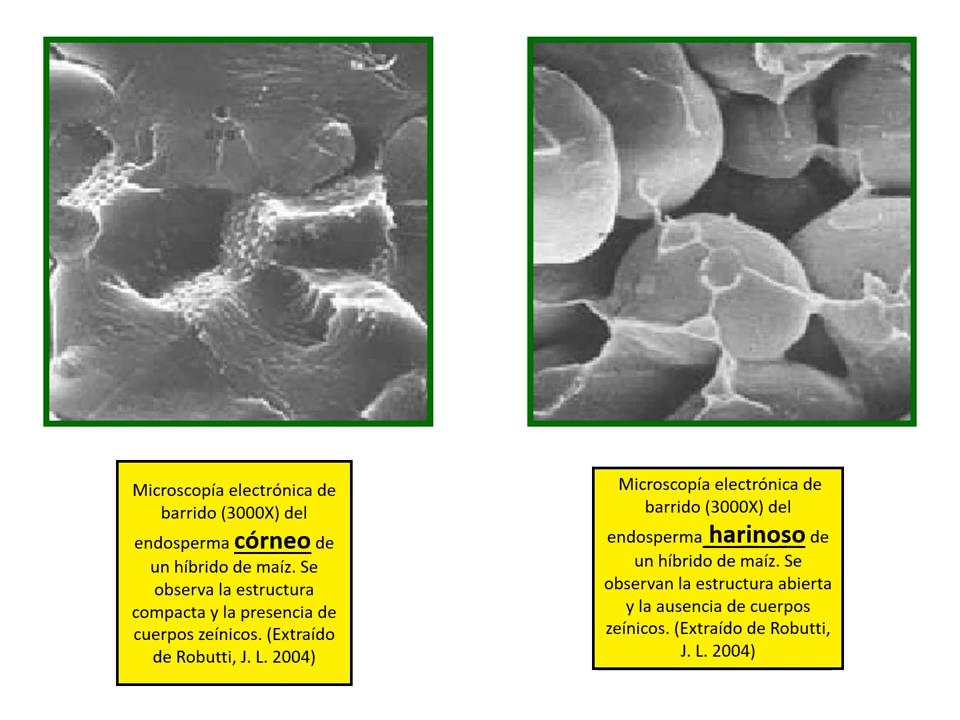 Microscopía electrónica de
barrido (3000X) del
endosperma córneo de
un híbrido de maíz. Se
observa la estructura
compacta y la presencia de
cuerpos zeínicos. (Extraído
de Robutti, J. L. 2004)
Microscopía electrónica de
barrido (3000X) del
endosperma harinoso de
un híbrido de maíz. Se
observan la estructura abierta
y la ausencia de cuerpos
zeínicos. (Extraído de Robutti,
J. L. 2004)